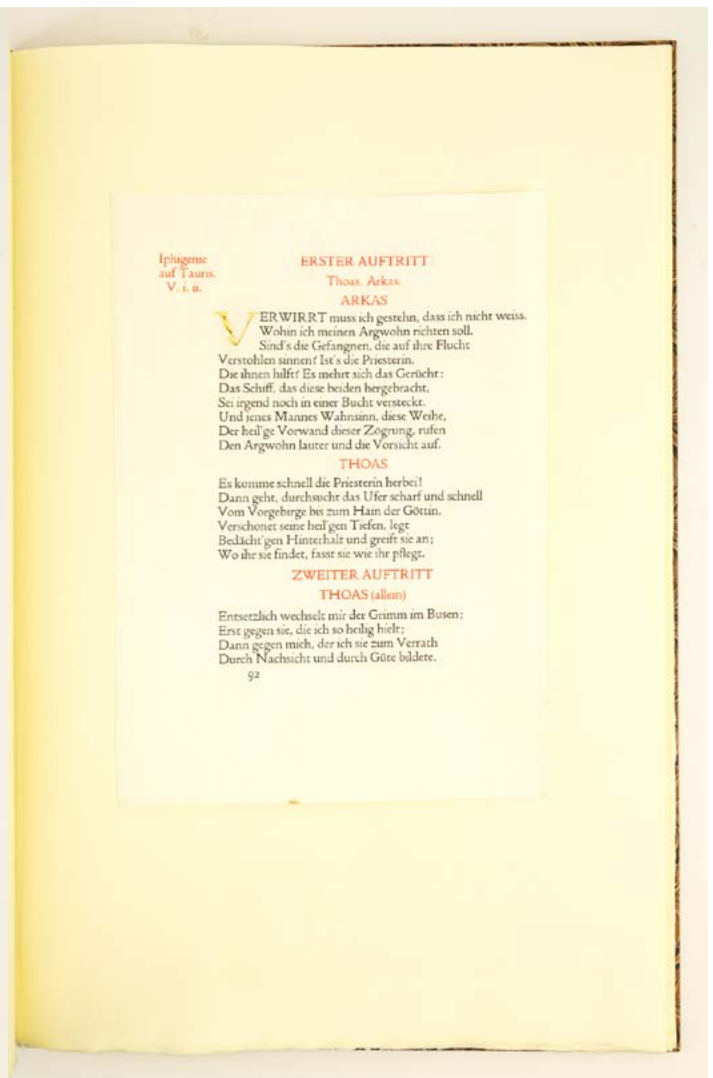 Iphigenie
auf Tauris.
V. i. ii.
ERSTER AUFTRITT
Thoas. Arkas.
ARKAS
VERWIRRT muss ich gestehn, dass ich nicht weiss,
Wohin ich meinen Argwohn richten soll.
Sind's die Gefangnen, die auf ihre Flucht
Verstohlen sinnen? Ist's die Priesterin,
Die ihnen hilft? Es mehrt sich das Gerücht:
Das Schiff, das diese beiden hergebracht,
Sei irgend noch in einer Bucht versteckt.
Und jenes Mannes Wahnsinn, diese Weihe,
Der heil'ge Vorwand dieser Zögrung, rufen
Den Argwohn lauter und die Vorsicht auf.
THOAS
Es komme schnell die Priesterin herbei!
Dann geht, durchsucht das Ufer scharf und schnell
Vom Vorgebirge bis zum Hain der Göttin.
Verschonet seine heil'gen Tiefen, legt
Bedächt'gen Hinterhalt und greift sie an;
Wo ihr sie findet, fasst sie wie ihr pflegt.
ZWEITER AUFTRITT
THOAS (allein)
Entsetzlich wechselt mir der Grimm im Busen;
Erst gegen sie, die ich so heilig hielt;
Dann gegen mich, der ich sie zum Verrath
Durch Nachsicht und durch Güte bildete.
92